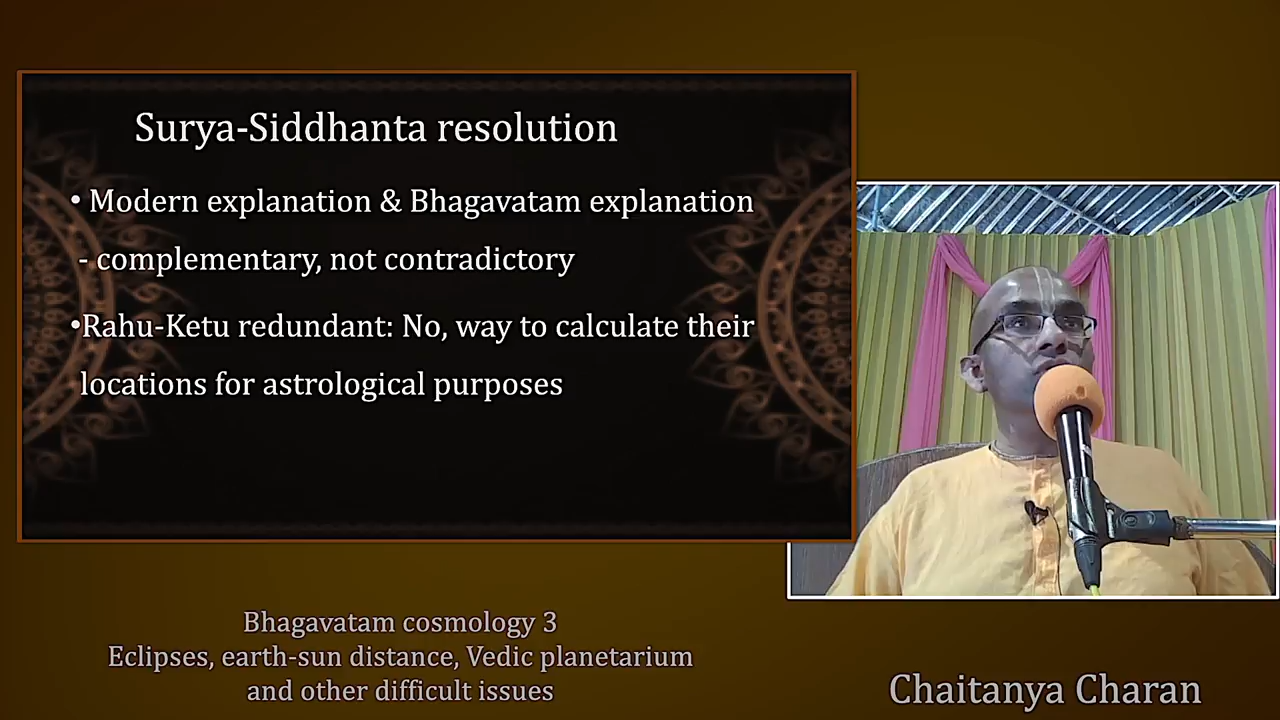 Surya-Siddhanta resolution
• Modern explanation & Bhagavatam explanation
- complementary, not contradictory
•Rahu-Ketu redundant: No, way to calculate their
locations for astrological purposes
Bhagavatam cosmology 3
Eclipses, earth-sun distance, Vedic planetarium
and other difficult issues
Chaitanya Charan